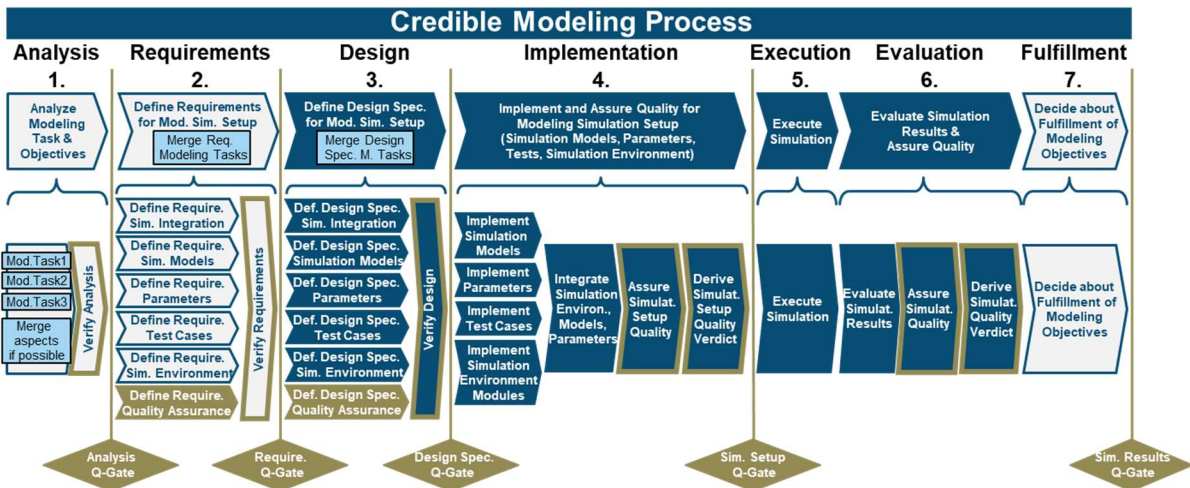 Credible Modeling Process
Analysis
Requirements
Design
Implementation
Execution
Evaluation
Fulfillment
1.
2.
3.
4.
5.
6.
7.
Analyze
Modeling
Task &
Objectives
Define Requirements
for Mod. Sim. Setup
Merge Req.
Modeling Tasks
Define Design Spec.
for Mod. Sim. Setup
Merge Design
Spec. M. Tasks
Implement and Assure Quality for
Modeling Simulation Setup
(Simulation Models, Parameters,
Tests, Simulation Environment)
Execute
Simulation
Evaluate Simulation
Results &
Assure Quality
Decide about
Fulfillment of
Modeling
Objectives
Mod.Task1
Mod.Task2
Mod.Task3
Merge
aspects
if possible
Verify Analysis
Define Require.
Sim. Integration
Define Require.
Sim. Models
Define Require.
Parameters
Define Require.
Test Cases
Define Require.
Sim. Environment
Define Require.
Quality Assurance
Verify Requirements
Def. Design Spec.
Sim. Integration
Def. Design Spec.
Simulation Models
Def. Design Spec.
Parameters
Def. Design Spec.
Test Cases
Def. Design Spec.
Sim. Environment
Def. Design Spec.
Quality Assurance
Verify Design
Implement
Simulation
Models
Implement
Parameters
Implement
Test Cases
Implement
Simulation
Environment
Modules
Integrate
Simulation
Environ.,
Models,
Parameters
Assure
Simulat.
Setup
Quality
Derive
Simulat.
Setup
Quality
Verdict
Execute
Simulation
Evaluate
Simulat.
Results
Assure
Simulat.
Quality
Derive
Simulat.
Quality
Verdict
Decide about
Fulfillment of
Modeling
Objectives
Analysis
Q-Gate
Require.
Q-Gate
Design Spec.
Q-Gate
Sim. Setup
Q-Gate
Sim. Results
Q-Gate